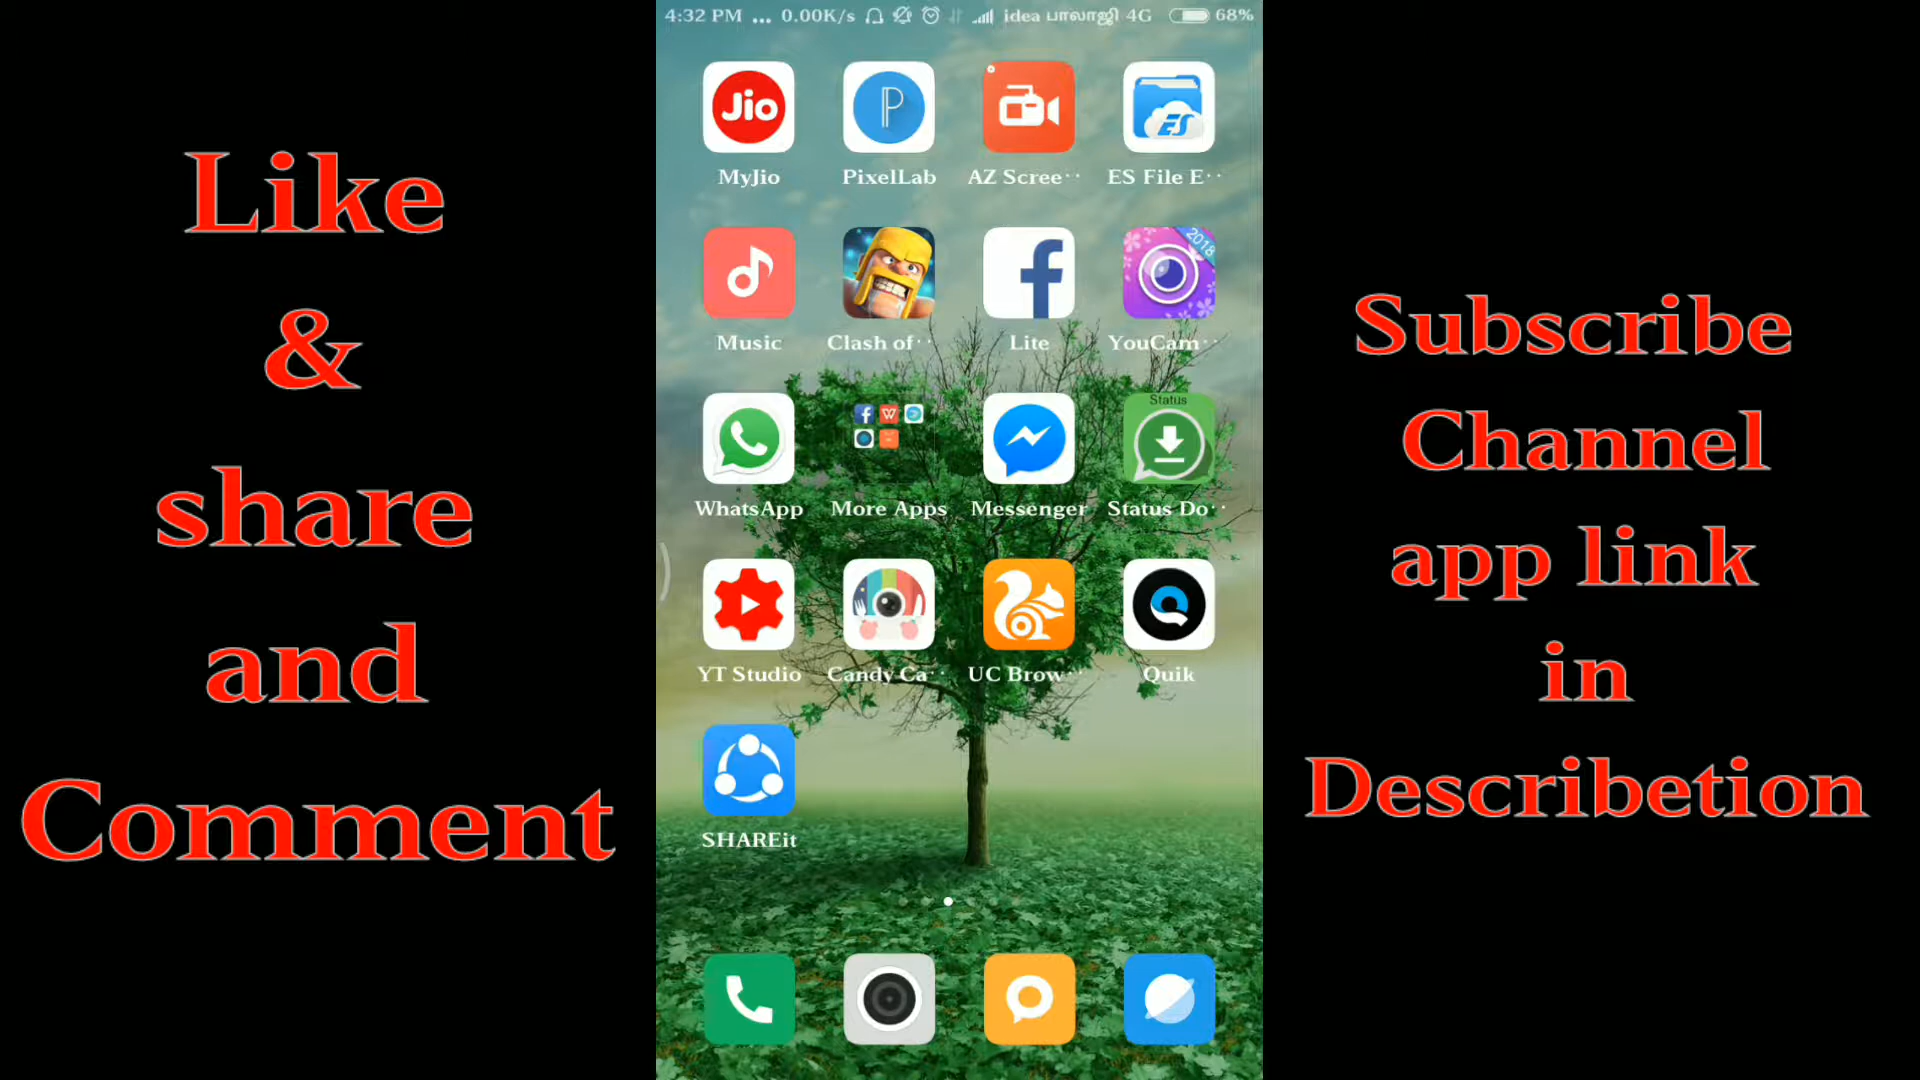 Like
&
share
and
Comment
4:32 PM ... 0.00K/s idea பாலாஜி 4G 68%
Jio P ES
MyJio PixelLab AZ Scree·· ES File E··
2018
Music Clash of·· Lite YouCam··
Status
WhatsApp More Apps Messenger Status Do··
YT Studio Candy Ca·· UC Brow·· Quik
SHAREit
Subscribe
Channel
app link
in
Describetion